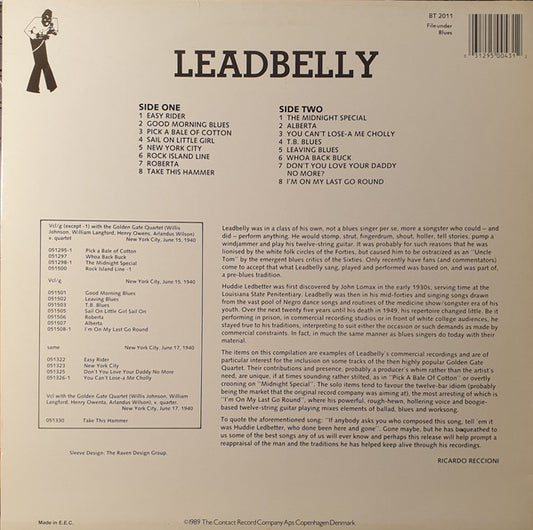 BT 2011
File under
Blues
LEADBELLY
SIDE ONE
1 EASY RIDER
2 GOOD MORNING BLUES
3 PICK A BALE OF COTTON
4 SAIL ON LITTLE GIRL
5 NEW YORK CITY
6 ROCK ISLAND LINE
7 ROBERTA
8 TAKE THIS HAMMER
SIDE TWO
1 THE MIDNIGHT SPECIAL
2 ALBERTA
3 YOU CAN'T LOSE-A ME CHOLLY
4 T.B. BLUES
5 LEAVING BLUES
6 WHOA BACK BUCK
7 DON'T YOU LOVE YOUR DADDY
NO MORE?
8 I'M ON MY LAST GO ROUND
Vcl/g (except -1) with the Golden Gate Quartet (Willis
Johnson, William Langford, Henry Owens, Arlandus Wilson)
v. quartet New York City, June 15, 1940
051295-1 Pick a Bale of Cotton
051297 Whoa Back Buck
051298-1 The Midnight Special
051500 Rock Island Line -1
Vcl/g New York City, June 15, 1940
051501 Good Morning Blues
051502 Leaving Blues
051503 T.B. Blues
051505 Sail On Little Girl Sail On
051506 Roberta
051507 Alberta
051508-1 I'm On My Last Go Round
same New York City, June 17, 1940
051322 Easy Rider
051323 New York City
051325 Don't You Love Your Daddy No More
051326-1 You Can't Lose-a Me Cholly
Vcl with the Golden Gate Quartet (Willis Johnson, William
Langford, Henry Owenta, Arlandus Wilson) v. quarter.
New York City, June 17, 1940
051330 Take This Hammer
Sleeve Design: The Raven Design Group.
Leadbelly was in a class of his own, not a blues singer per se, more a songster who could – and
did – perform anything. He would stomp, strut, fingerdrum, shout, holler, tell stories, pump a
windjammer and play his twelve-string guitar. It was probably for such reasons that he was
lionised by the white folk circles of the Forties, but caused him to be ostracized as an "Uncle
Tom" by the emergent blues critics of the Sixties. Only recently have fans (and commentators)
come to accept that what Leadbelly sang, played and performed was based on, and was part of,
a pre-blues tradition.
Huddie Ledbetter was first discovered by John Lomax in the early 1930s, serving time at the
Louisiana State Penitentiary. Leadbelly was then in his mid-forties and singing songs drawn
from the vast pool of Negro dance songs and routines of the medicine show/songster era of his
youth. Over the next twenty five years until his death in 1949, his repertoire changed little. Be it
performing in prison, in commercial recording studios or in front of white college audiences, he
stayed true to his traditions, interpreting to suit either the occasion or such demands as made by
commercial constraints. In fact, in much the same manner as blues singers do today with their
material.
The items on this compilation are examples of Leadbelly's commercial recordings and are of
particular interest for the inclusion on some tracks of the then highly popular Golden Gate
Quartet. Their contributions and presence, probably a producer's whim rather than the artist's
need, are unique, if at times sounding rather stilted, as in "Pick A Bale Of Cotton" or overtly
crooning on "Midnight Special". The solo items tend to favour the twelve-bar idiom (probably
being the market that the original record company was aiming at), the most arresting of which is
"I'm On My Last Go Round", where his powerful, rough-hewn, hollering voice and boogie-
based twelve-string guitar playing mixes elements of ballad, blues and worksong.
To quote the aforementioned song: "If anybody asks you who composed this song, tell 'em it
was Huddie Ledbetter, who done been here and gone". Gone maybe, but he has bequeathed to
us some of the best songs any of us will ever know and perhaps this release will help prompt a
reappraisal of the man and the traditions he has helped keep alive through his recordings.
RICARDO RECCIONI
Made in E.E.C.
©1989 The Contact Record Company Aps Copenhagen Denmark